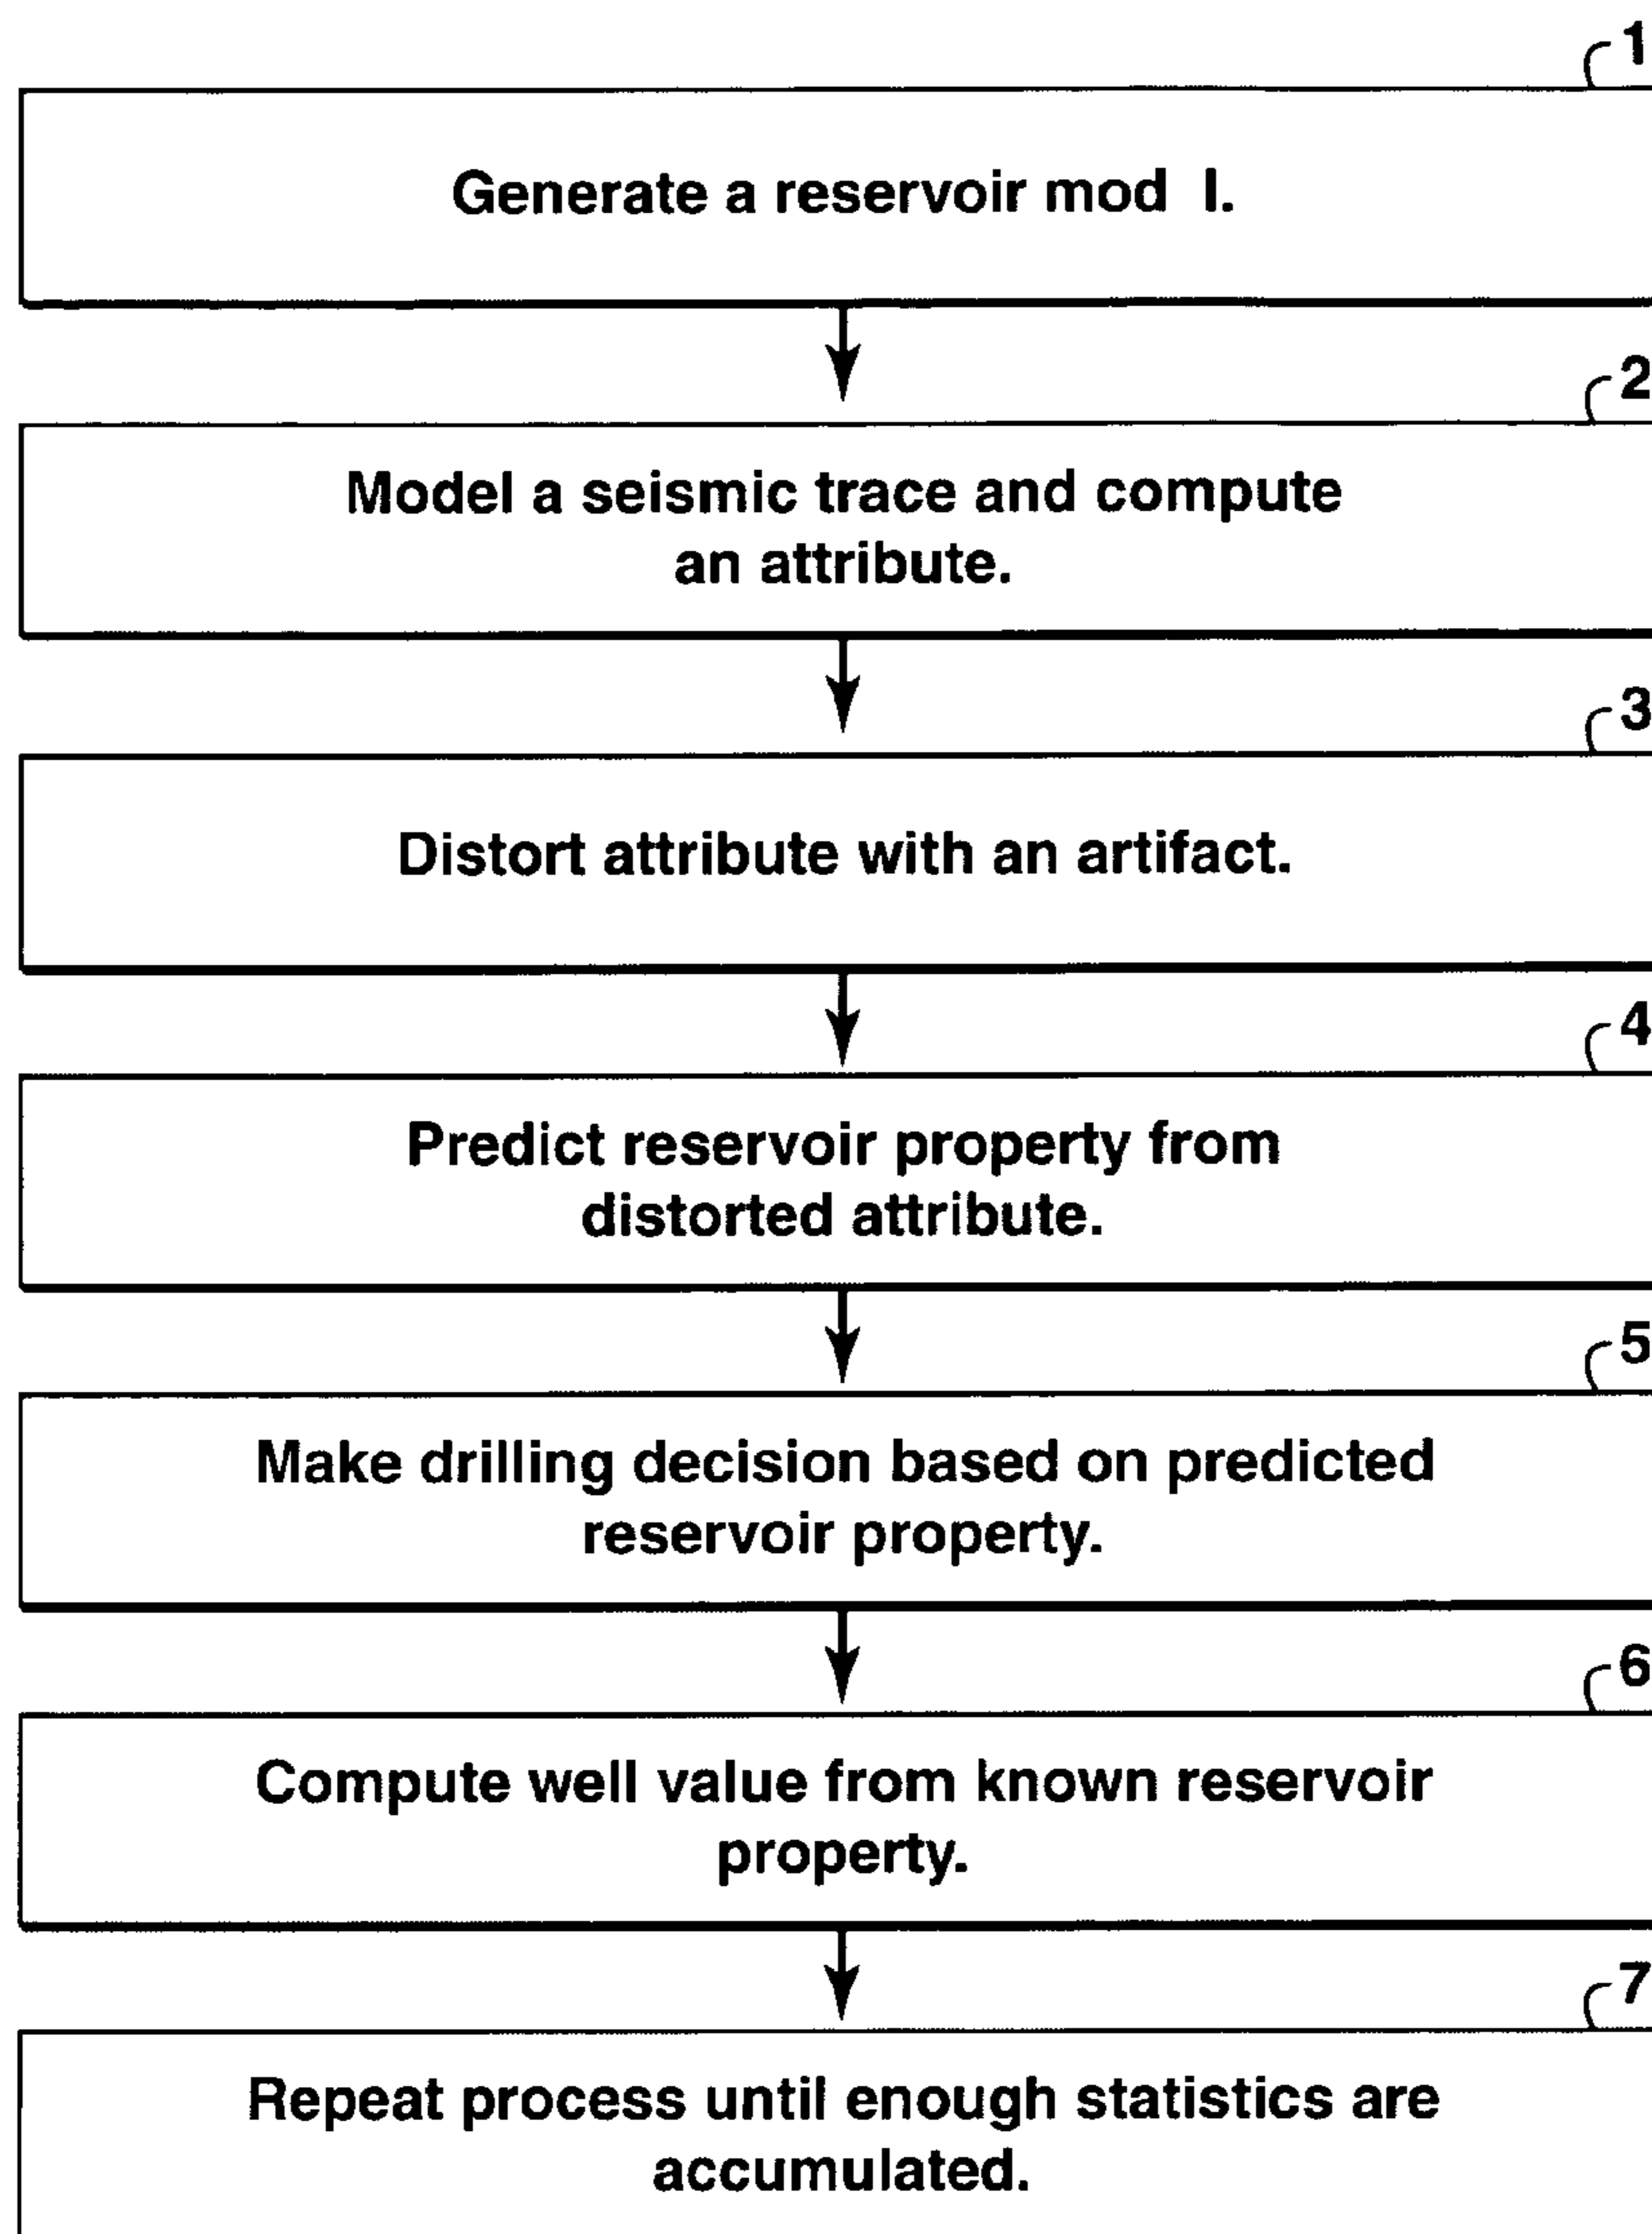 1
Generate a reservoir mod l.
2
Model a seismic trace and compute
an attribute.
3
Distort attribute with an artifact.
4
Predict reservoir property from
distorted attribute.
5
Make drilling decision based on predicted
reservoir property.
6
Compute well value from known reservoir
property.
7
Repeat process until enough statistics are
accumulated.